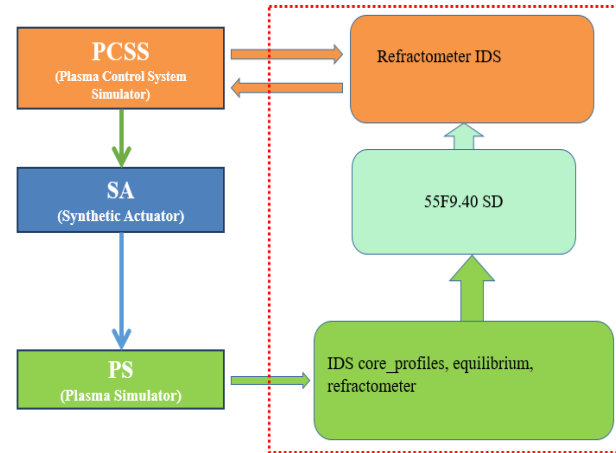 PCSS
(Plasma Control System
Simulator)
Refractometer IDS
SA
(Synthetic Actuator)
55F9.40 SD
PS
(Plasma Simulator)
IDS core_profiles, equilibrium,
refractometer